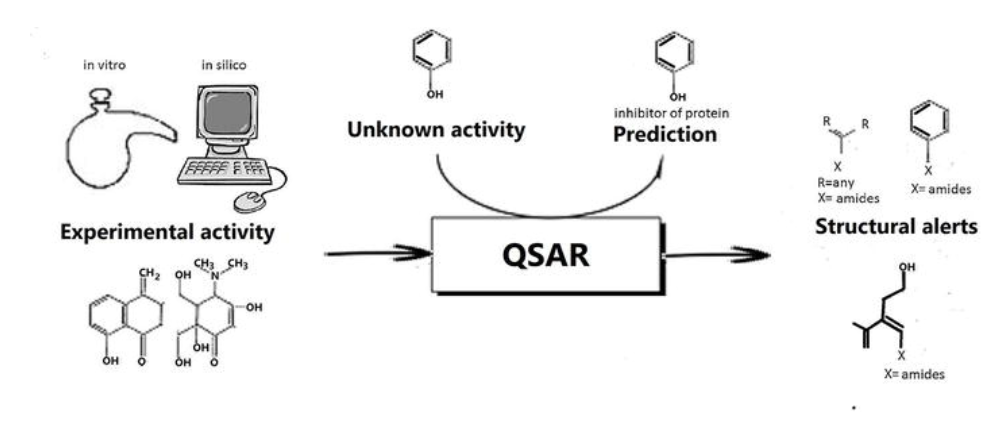 in vitro
in silico
Experimental activity
CH₂
OH
O
CH₃
CH₃
N
OH
OH
OH
OH
O
OH
Unknown activity
OH
inhibitor of protein
Prediction
QSAR
R
R
X
R=any
X= amides
X
X= amides
Structural alerts
OH
X
X= amides